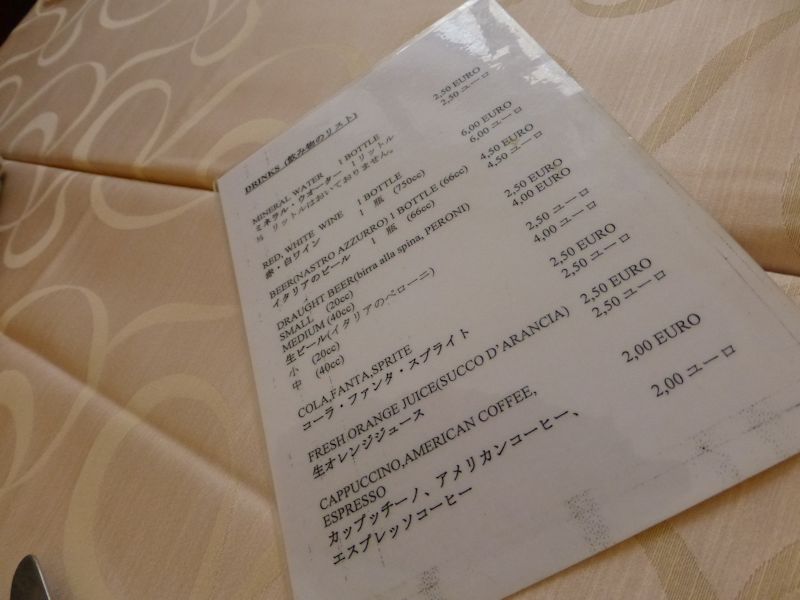 DRINKS (飲み物のリスト)
MINERAL WATER 1 BOTTLE 2,50 EURO
ミネラル・ウオーター 1 リットル 2,50 ユーロ
½ リットルはおいておりません。
RED, WHITE WINE 1 BOTTLE 6,00 EURO
赤・白ワイン 1 瓶 (750cc) 6,00 ユーロ
BEER(NASTRO AZZURRO) 1 BOTTLE (66cc) 4,50 EURO
イタリアのビール 1 瓶 (66cc) 4,50 ユーロ
DRAUGHT BEER(birra alla spina, PERONI)
SMALL (20cc) 2,50 EURO
MEDIUM (40cc) 4,00 EURO
生ビール(イタリアのペローニ)
小 (20cc) 2,50 ユーロ
中 (40cc) 4,00 ユーロ
COLA,FANTA,SPRITE 2,50 EURO
コーラ・ファンタ・スプライト 2,50 ユーロ
FRESH ORANGE JUICE(SUCCO D'ARANCIA) 2,50 EURO
生オレンジジュース 2,50 ユーロ
CAPPUCCINO,AMERICAN COFFEE, 2,00 EURO
ESPRESSO
カップッチーノ、アメリカンコーヒー、 2,00 ユーロ
エスプレッソコーヒー